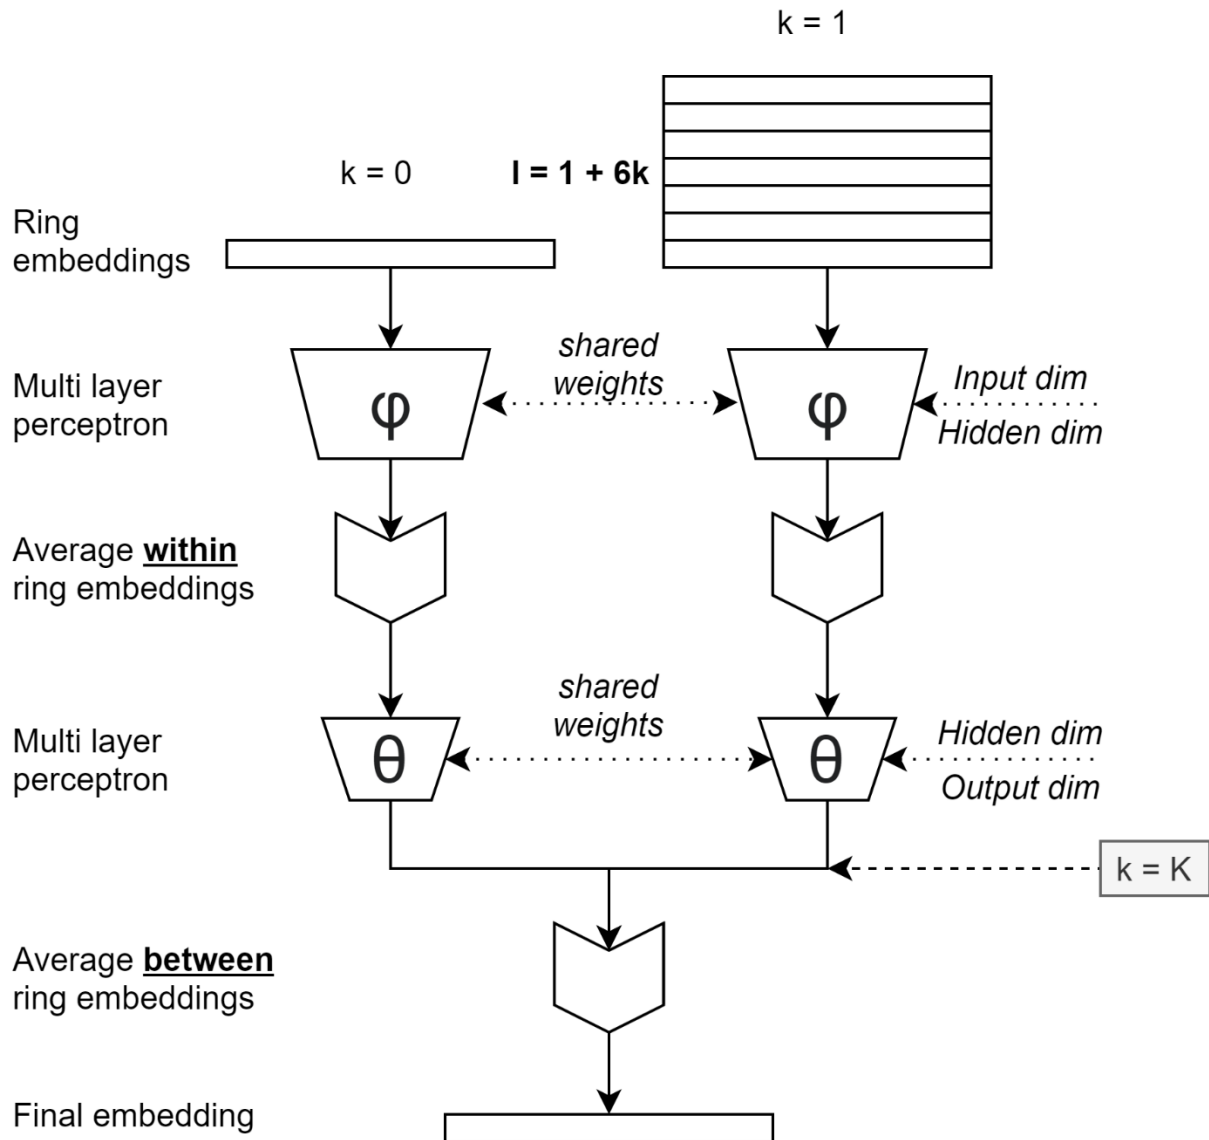 k = 1
k = 0
l = 1 + 6k
Ring
embeddings
shared
weights
Multi layer
perceptron
φ
φ
Input dim
Hidden dim
Average within
ring embeddings
shared
weights
Multi layer
perceptron
θ
θ
Hidden dim
Output dim
k = K
Average between
ring embeddings
Final embedding